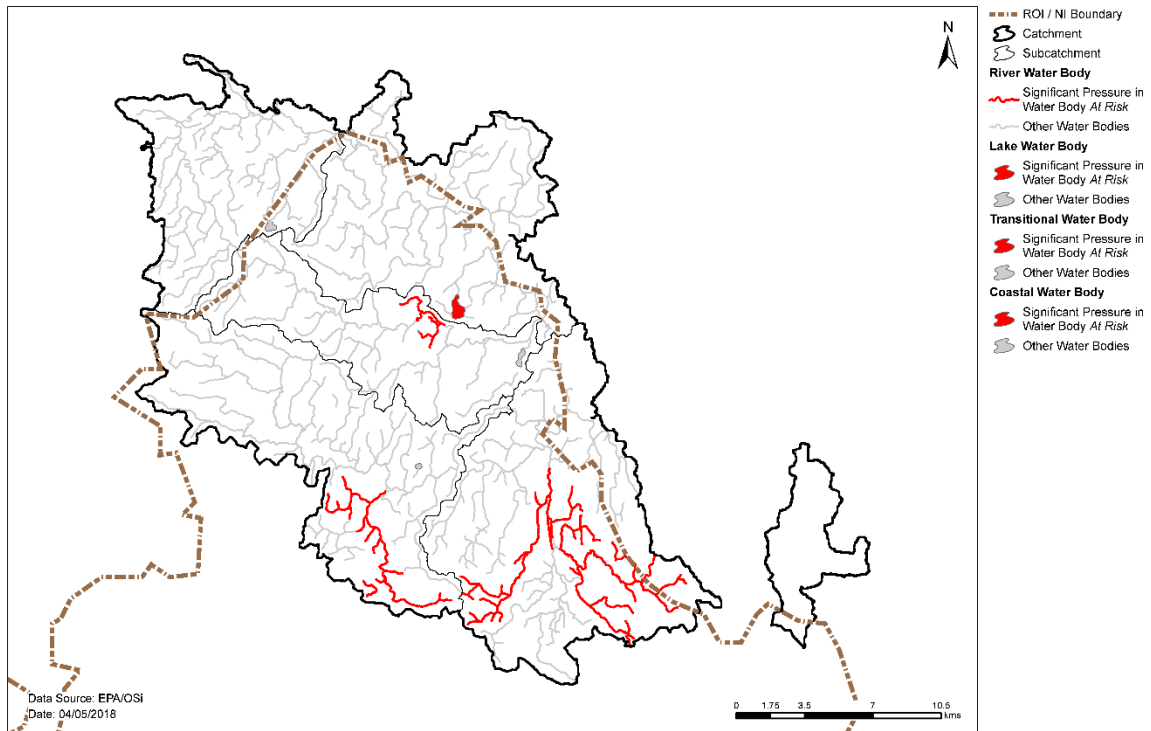 N
Data Source: EPA/OSi
Date: 04/05/2018
0 1.75 3.5 7 10.5
kms
ROI / NI Boundary
Catchment
Subcatchment
River Water Body
Significant Pressure in
Water Body At Risk
Other Water Bodies
Lake Water Body
Significant Pressure in
Water Body At Risk
Other Water Bodies
Transitional Water Body
Significant Pressure in
Water Body At Risk
Other Water Bodies
Coastal Water Body
Significant Pressure in
Water Body At Risk
Other Water Bodies